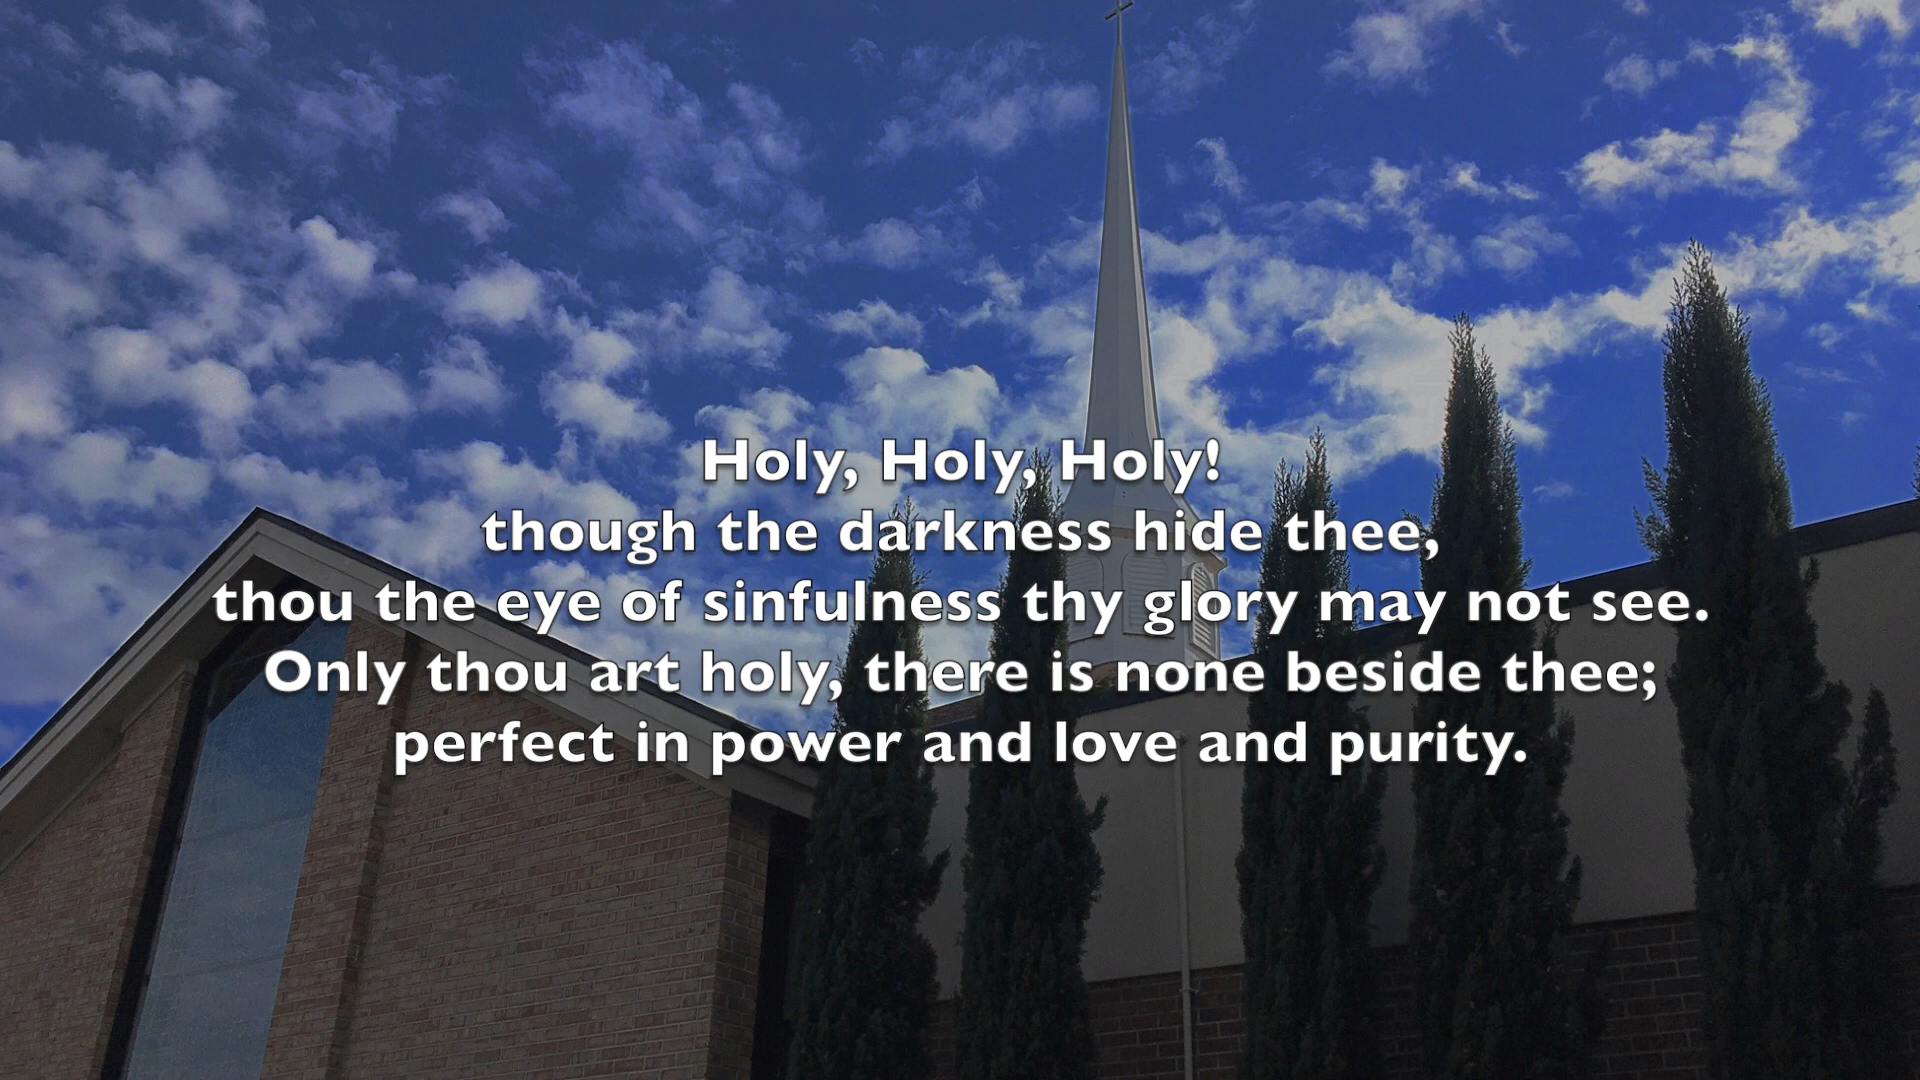 Holy, Holy, Holy!
though the darkness hide thee,
thou the eye of sinfulness thy glory may not see.
Only thou art holy, there is none beside thee;
perfect in power and love and purity.